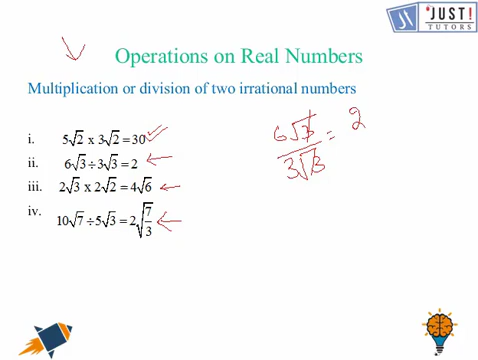 "JUST!
TUTORS
Operations on Real Numbers
Multiplication or division of two irrational numbers
i. 5√2 x 3√2 = 30
ii. 6√3 ÷ 3√3 = 2
iii. 2√3 x 2√2 = 4√6
iv. 10√7 ÷ 5√3 = 2√(7/3)
6√3 / 3√3 = 2